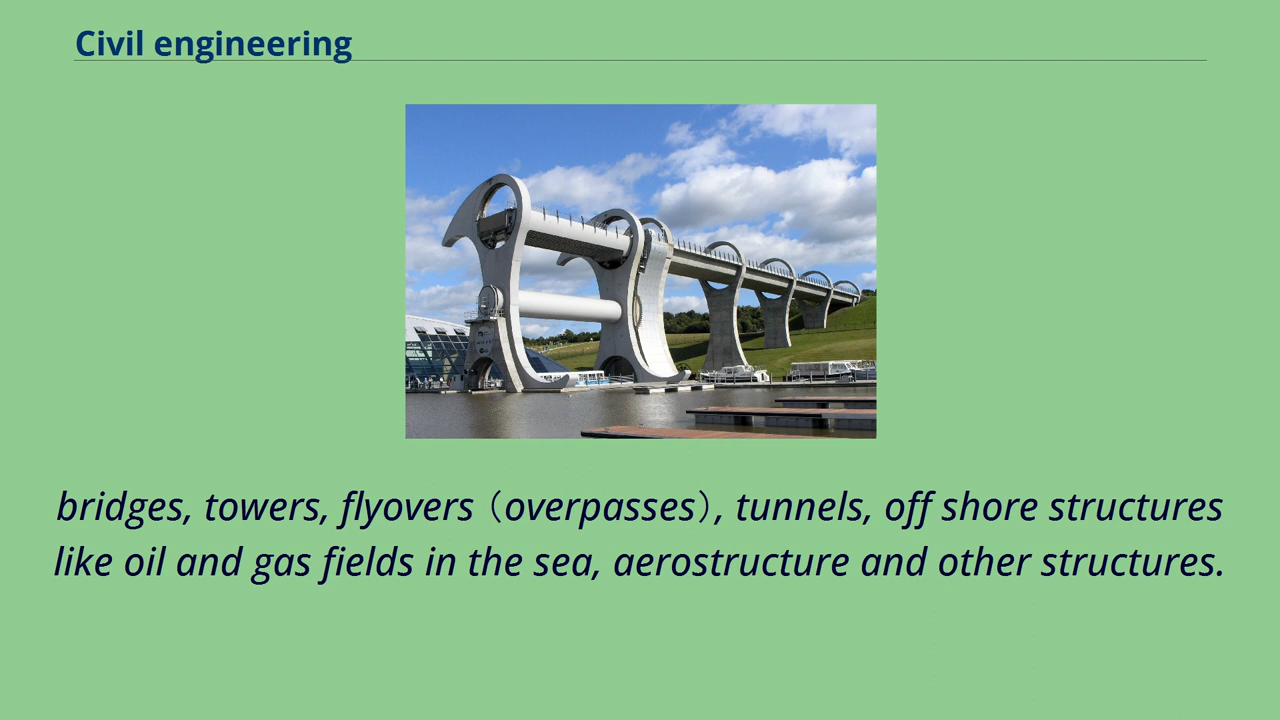 Civil engineering
bridges, towers, flyovers （overpasses）, tunnels, off shore structures
like oil and gas fields in the sea, aerostructure and other structures.